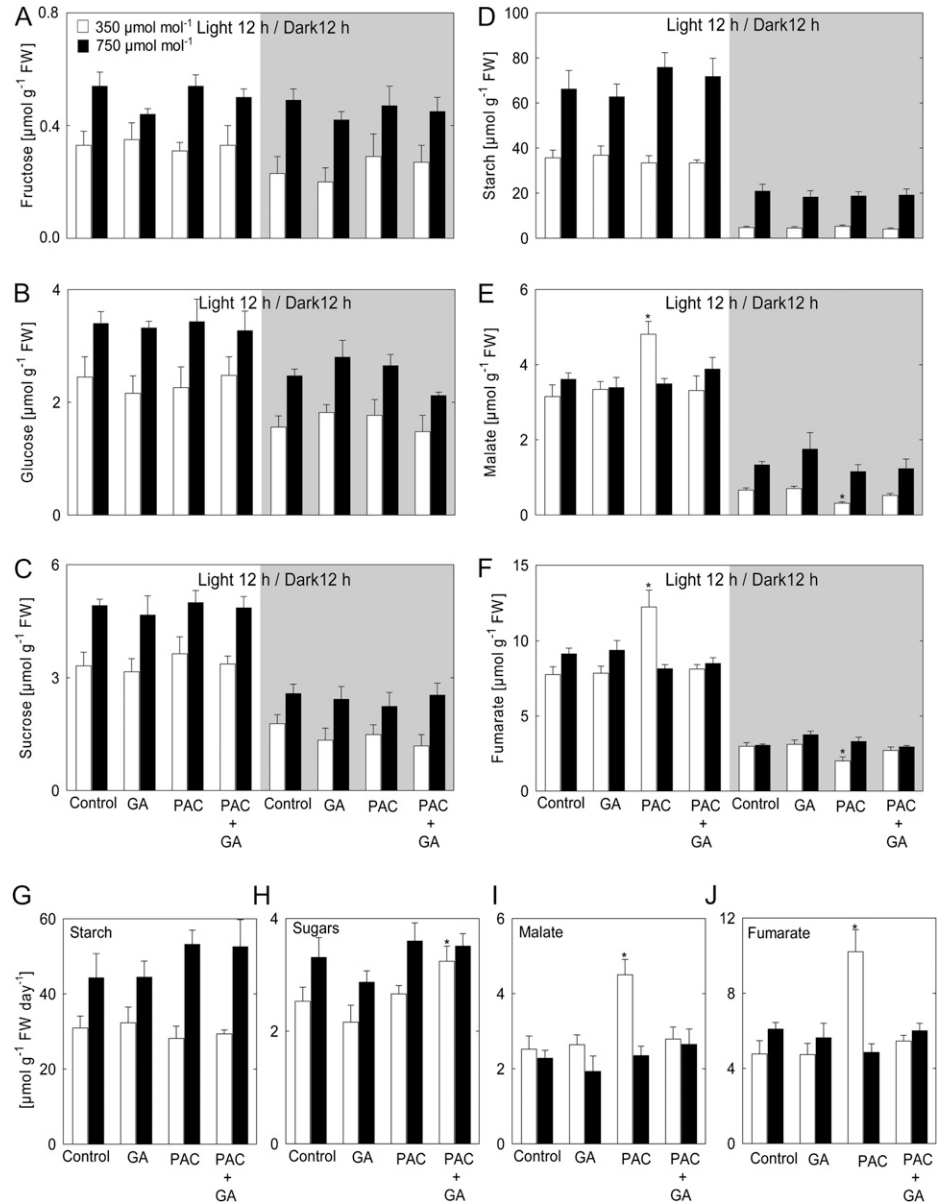 A
0.8
350 µmol mol⁻¹
Light 12 h / Dark12 h
750 µmol mol⁻¹
Fructose [µmol g⁻¹ FW]
0.4
0.0
B
4
Light 12 h / Dark12 h
Glucose [µmol g⁻¹ FW]
2
0
C
6
Light 12 h / Dark12 h
Sucrose [µmol g⁻¹ FW]
3
0
Control GA PAC PAC Control GA PAC PAC
+ +
GA GA
D
100
Light 12 h / Dark12 h
Starch [µmol g⁻¹ FW]
80
60
40
20
0
E
6
Light 12 h / Dark12 h
*
Malate [µmol g⁻¹ FW]
4
2
*
0
F
15
Light 12 h / Dark12 h
*
Fumarate [µmol g⁻¹ FW]
10
5
*
0
Control GA PAC PAC Control GA PAC PAC
+ +
GA GA
G
60
Starch
[µmol g⁻¹ FW day⁻¹]
50
40
30
20
10
0
Control GA PAC PAC
+
GA
H
4
Sugars
*
2
0
Control GA PAC PAC
+
GA
I
6
Malate
*
4
2
0
Control GA PAC PAC
+
GA
J
12
Fumarate
*
8
4
0
Control GA PAC PAC
+
GA